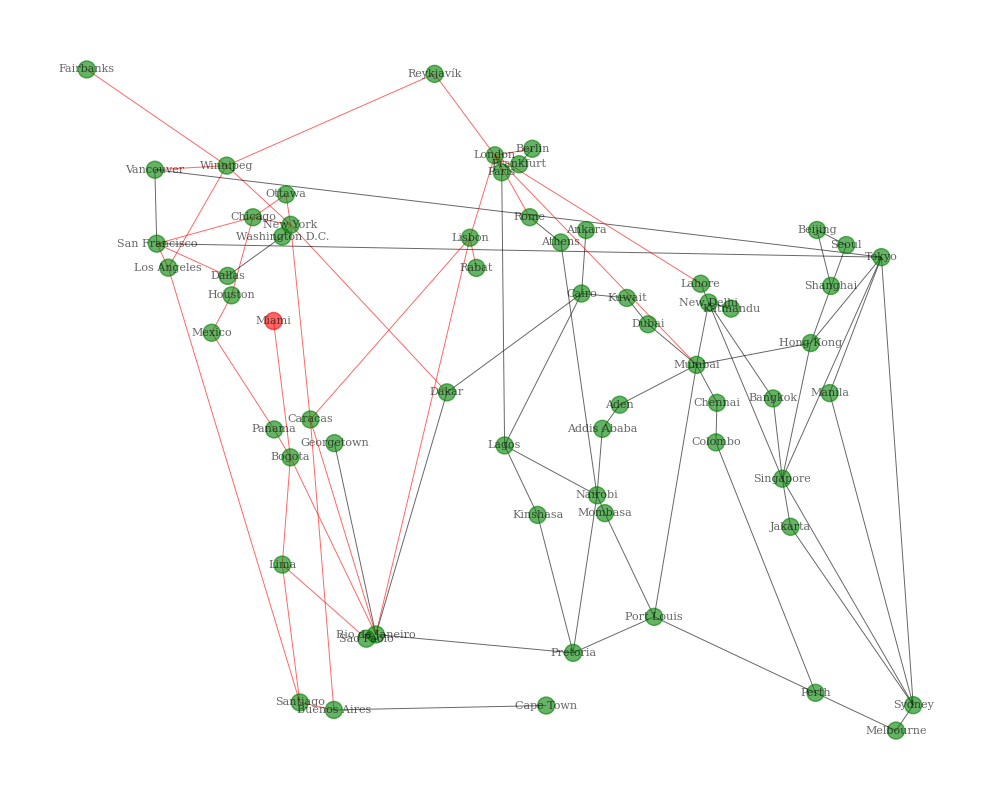 Fairbanks
Reykjavík
Berlin
London
Frankfurt
Winnipeg
Vancouver
Paris
Ottawa
Chicago
Rome
New York
Ankara
Beijing
Washington D.C.
Lisbon
San Francisco
Athens
Seoul
Tokyo
Los Angeles
Rabat
Dallas
Lahore
Shanghai
Houston
Cairo
Kuwait
New Delhi
Katmandu
Miami
Dubai
Mexico
Hong Kong
Mumbai
Dakar
Manila
Bangkok
Chennai
Aden
Caracas
Panama
Addis Ababa
Georgetown
Colombo
Lagos
Bogota
Singapore
Nairobi
Kinshasa
Mombasa
Jakarta
Lima
Port Louis
Rio de Janeiro
Sao Paulo
Pretoria
Perth
Santiago
Cape Town
Sydney
Buenos Aires
Melbourne